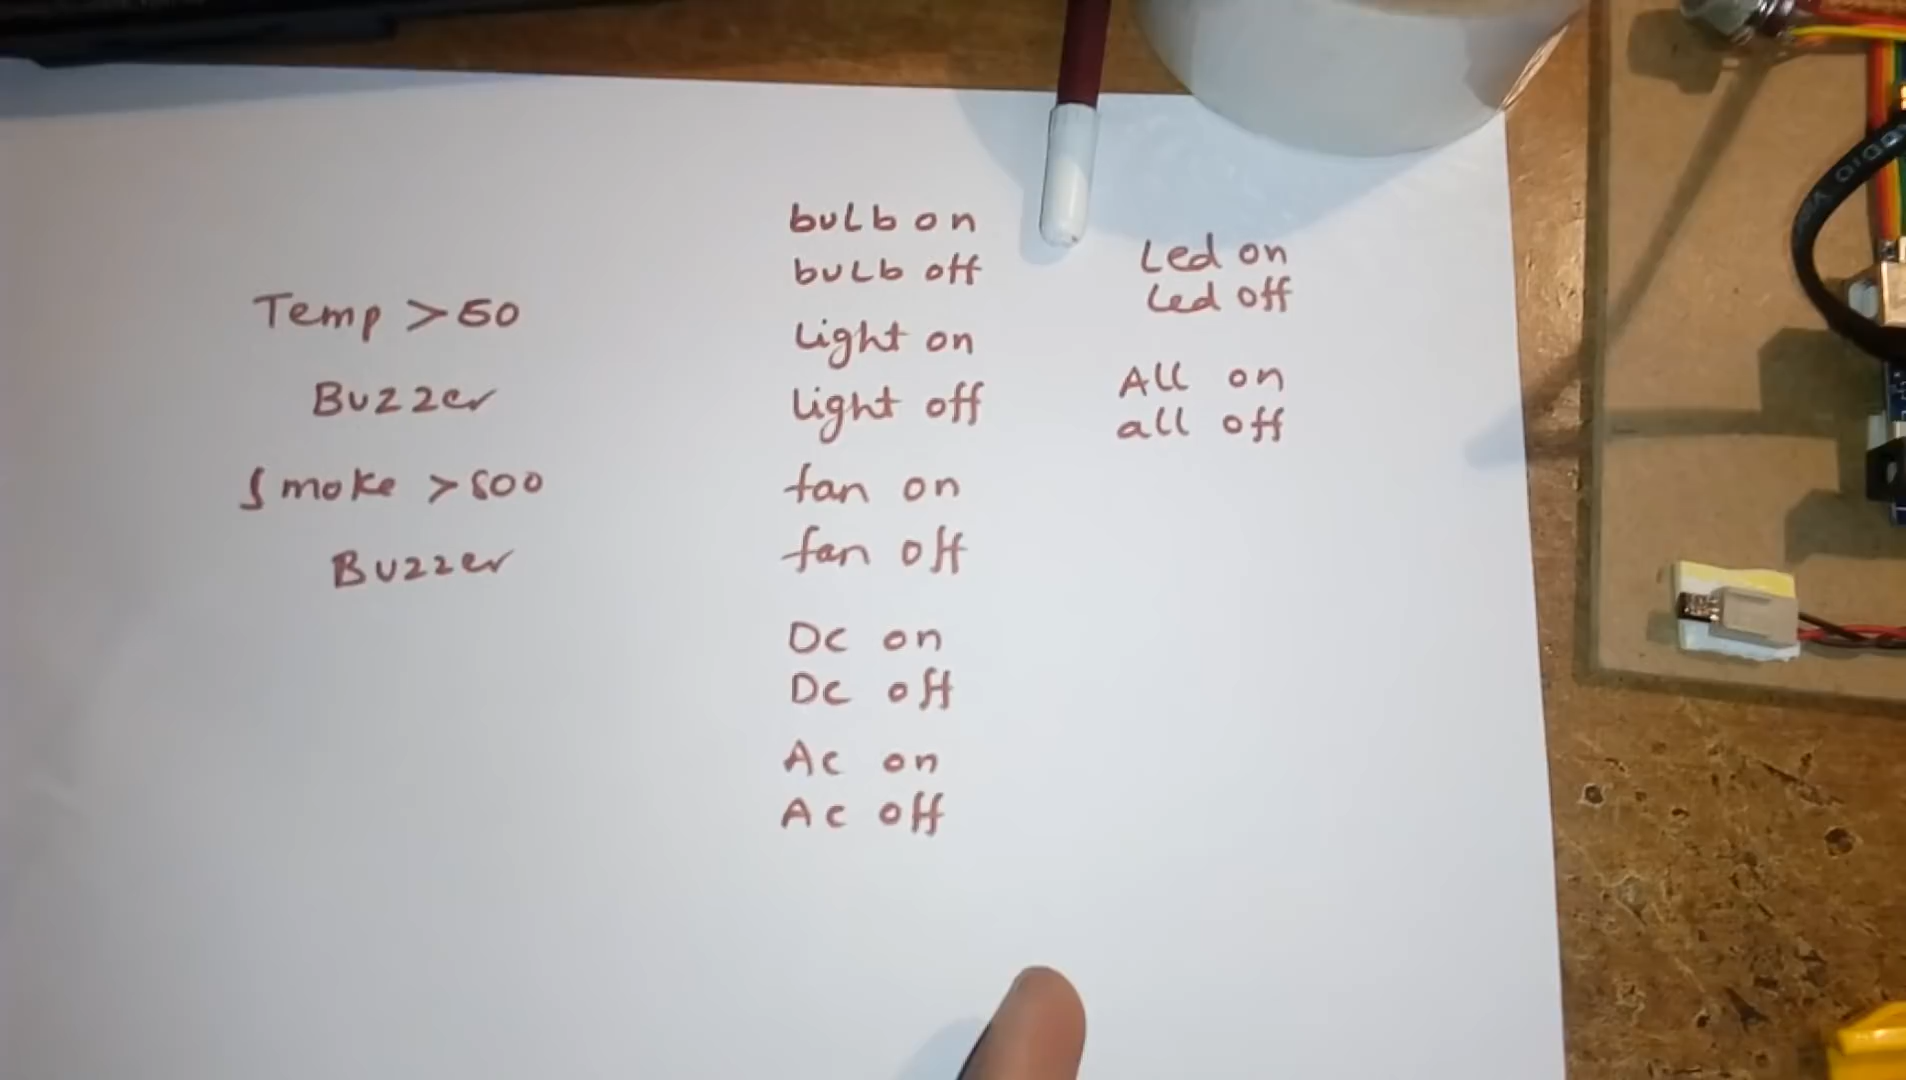 Temp >50
Buzzer
Smoke >500
Buzzer
bulb on
bulb off
Light on
light off
fan on
fan off
DC on
DC off
AC on
AC off
Led on
Led off
All on
all off